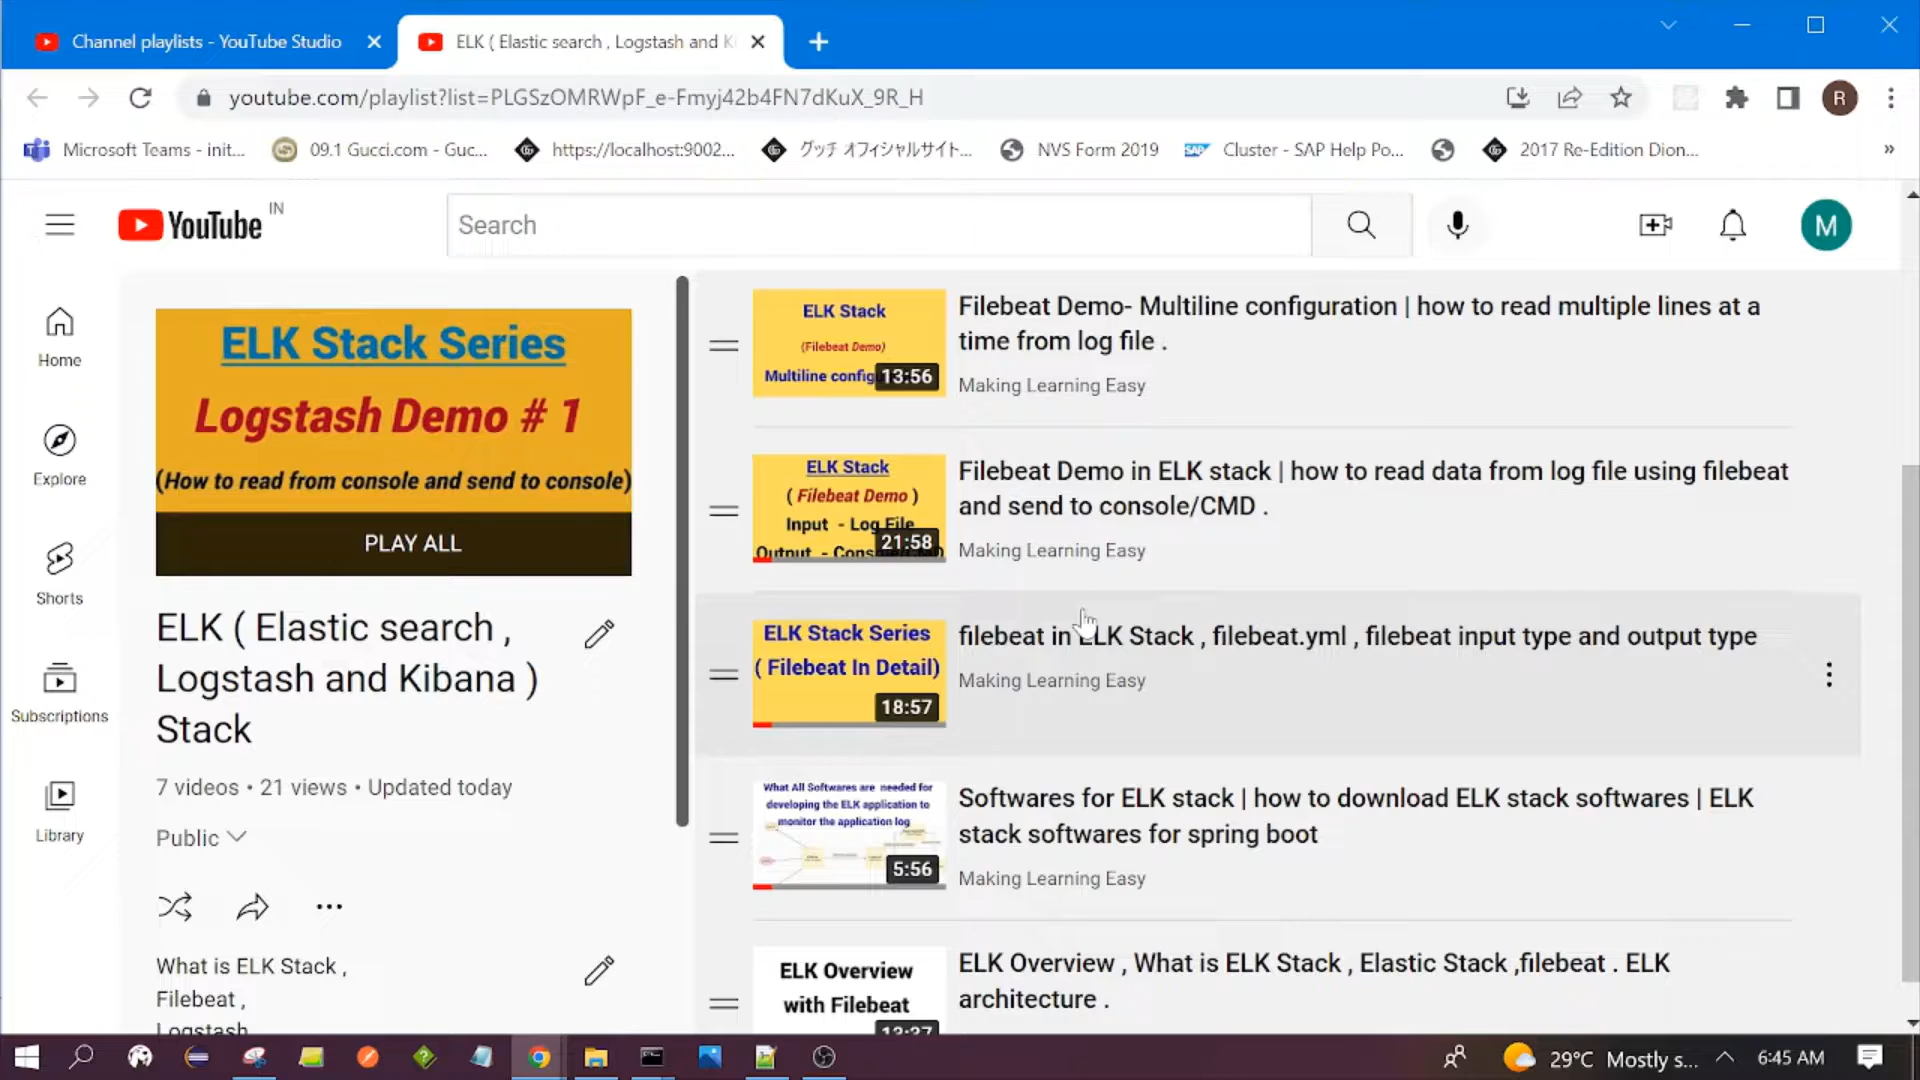 Channel playlists - YouTube Studio
ELK ( Elastic search , Logstash and Ki
youtube.com/playlist?list=PLGSzOMRWpF_e-Fmyj42b4FN7dKuX_9R_H
R
Microsoft Teams - init...
09.1 Gucci.com - Guc...
https://localhost:9002...
グッチ オフィシャルサイト...
NVS Form 2019
SAP
Cluster - SAP Help Po...
2017 Re-Edition Dion...
»
YouTube IN
Search
M
Home
Explore
Shorts
Subscriptions
Library
ELK Stack Series
Logstash Demo # 1
(How to read from console and send to console)
PLAY ALL
ELK ( Elastic search ,
Logstash and Kibana )
Stack
7 videos • 21 views • Updated today
Public
What is ELK Stack ,
Filebeat ,
Logstash
ELK Stack
(Filebeat Demo)
Multiline config
13:56
Filebeat Demo- Multiline configuration | how to read multiple lines at a
time from log file .
Making Learning Easy
ELK Stack
( Filebeat Demo )
Input - Log File
Output - Console/CMD
21:58
Filebeat Demo in ELK stack | how to read data from log file using filebeat
and send to console/CMD .
Making Learning Easy
ELK Stack Series
( Filebeat In Detail)
18:57
filebeat in ELK Stack , filebeat.yml , filebeat input type and output type
Making Learning Easy
What All Softwares are needed for
developing the ELK application to
monitor the application log
5:56
Softwares for ELK stack | how to download ELK stack softwares | ELK
stack softwares for spring boot
Making Learning Easy
ELK Overview
with Filebeat
13:37
ELK Overview , What is ELK Stack , Elastic Stack ,filebeat . ELK
architecture .
29°C Mostly s...
6:45 AM